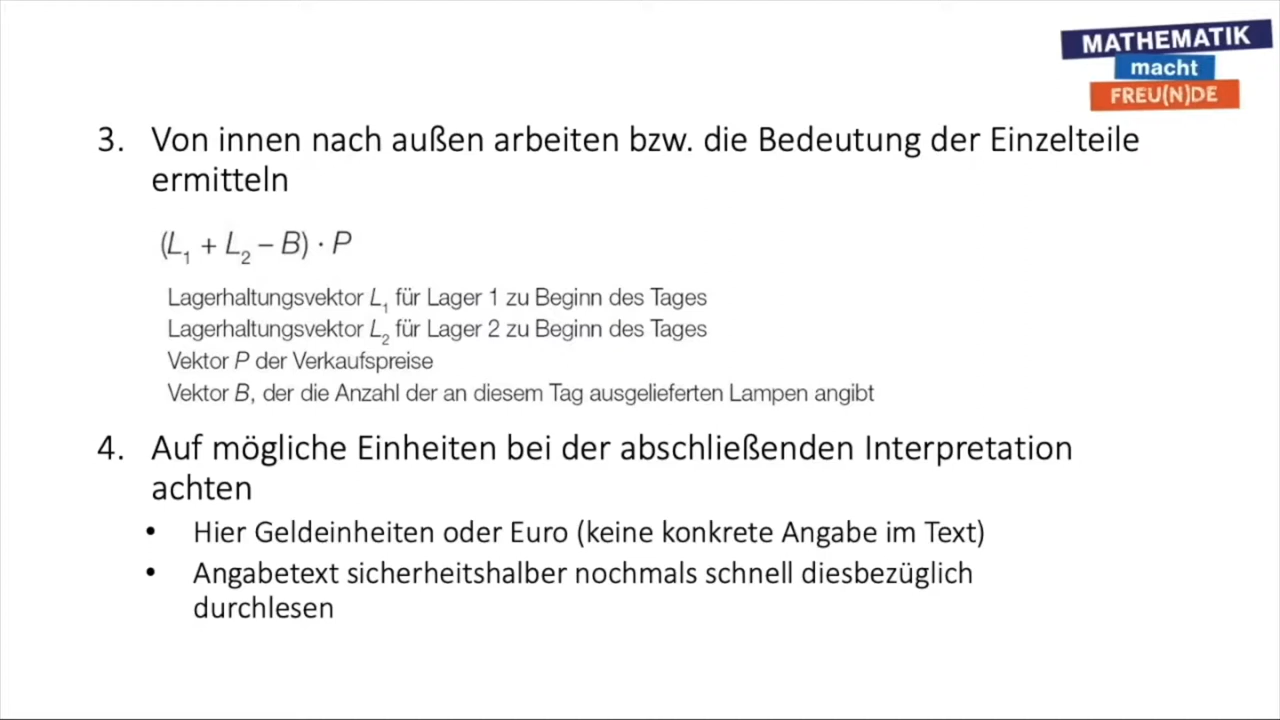 MATHEMATIK
macht
FREU(N)DE
3. Von innen nach außen arbeiten bzw. die Bedeutung der Einzelteile
ermitteln
(L₁ + L₂ – B) · P
Lagerhaltungsvektor L₁ für Lager 1 zu Beginn des Tages
Lagerhaltungsvektor L₂ für Lager 2 zu Beginn des Tages
Vektor P der Verkaufspreise
Vektor B, der die Anzahl der an diesem Tag ausgelieferten Lampen angibt
4. Auf mögliche Einheiten bei der abschließenden Interpretation
achten
• Hier Geldeinheiten oder Euro (keine konkrete Angabe im Text)
• Angabetext sicherheitshalber nochmals schnell diesbezüglich
durchlesen